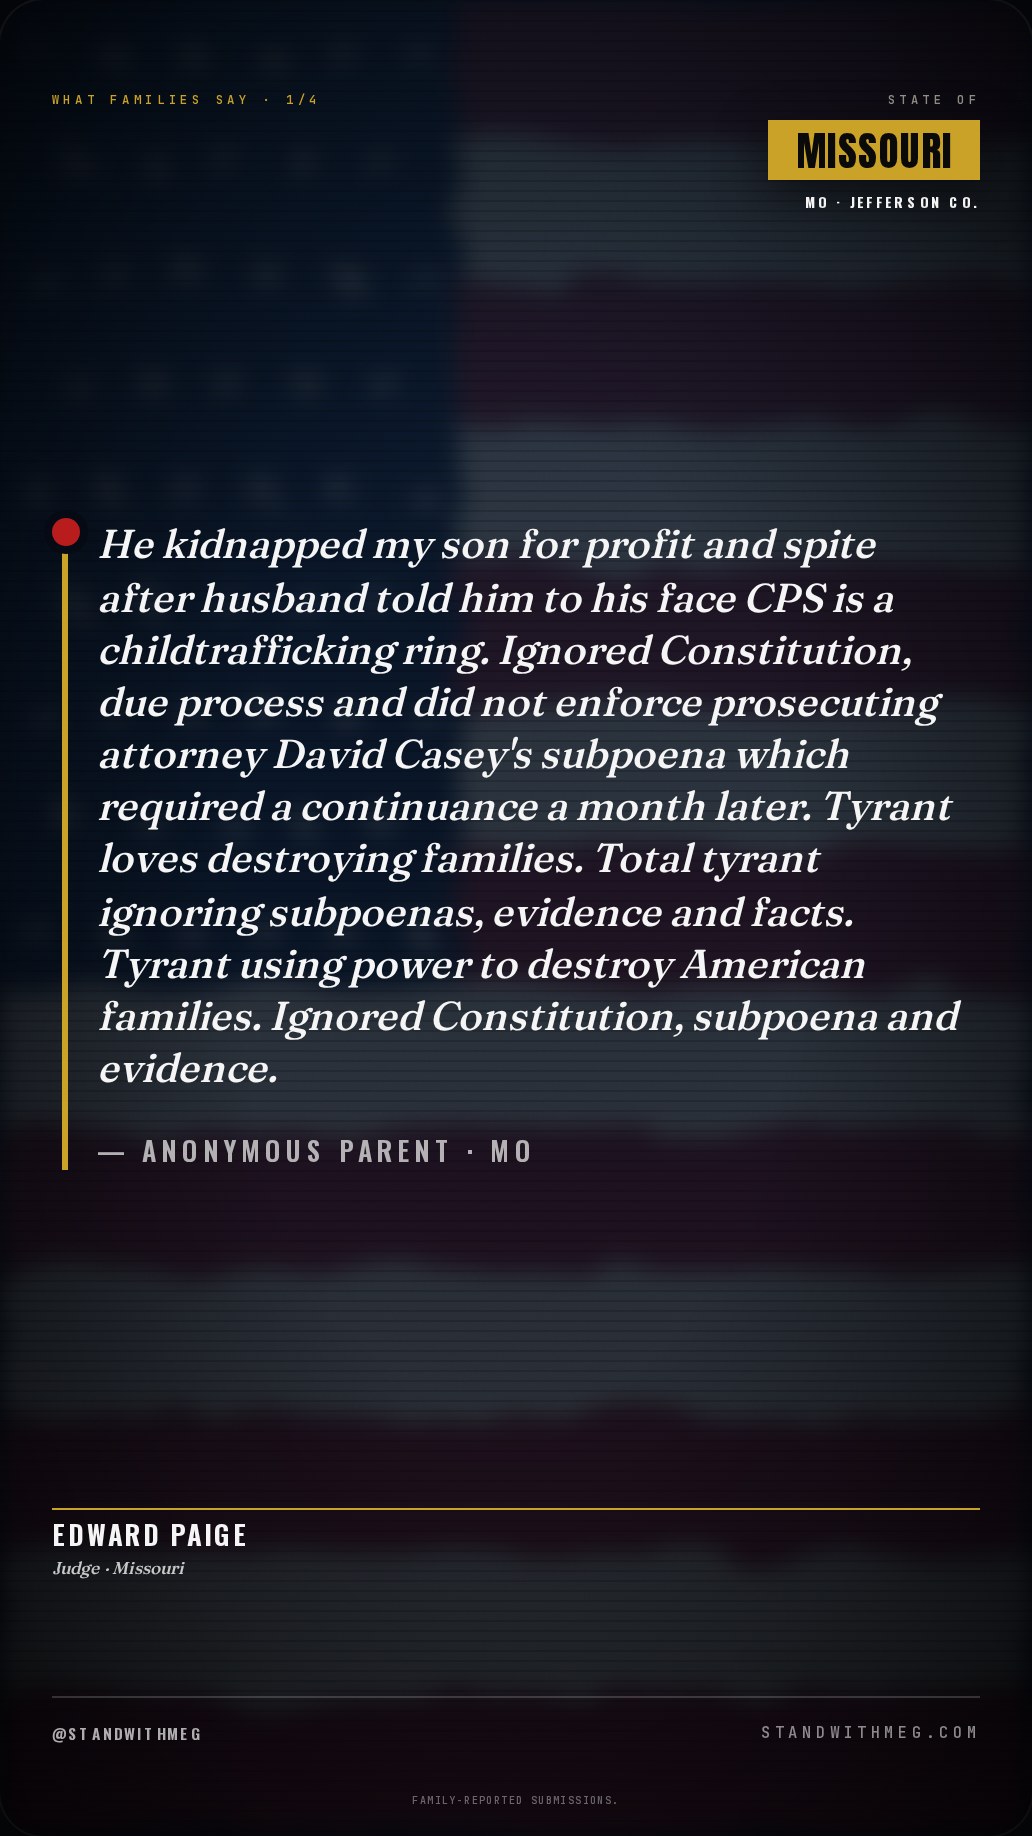 WHAT FAMILIES SAY · 1/4
STATE OF
MISSOURI
MO · JEFFERSON CO.
He kidnapped my son for profit and spite
after husband told him to his face CPS is a
childtrafficking ring. Ignored Constitution,
due process and did not enforce prosecuting
attorney David Casey's subpoena which
required a continuance a month later. Tyrant
loves destroying families. Total tyrant
ignoring subpoenas, evidence and facts.
Tyrant using power to destroy American
families. Ignored Constitution, subpoena and
evidence.
— ANONYMOUS PARENT · MO
EDWARD PAIGE
Judge · Missouri
@STANDWITHMEG
STANDWITHMEG.COM
FAMILY-REPORTED SUBMISSIONS.